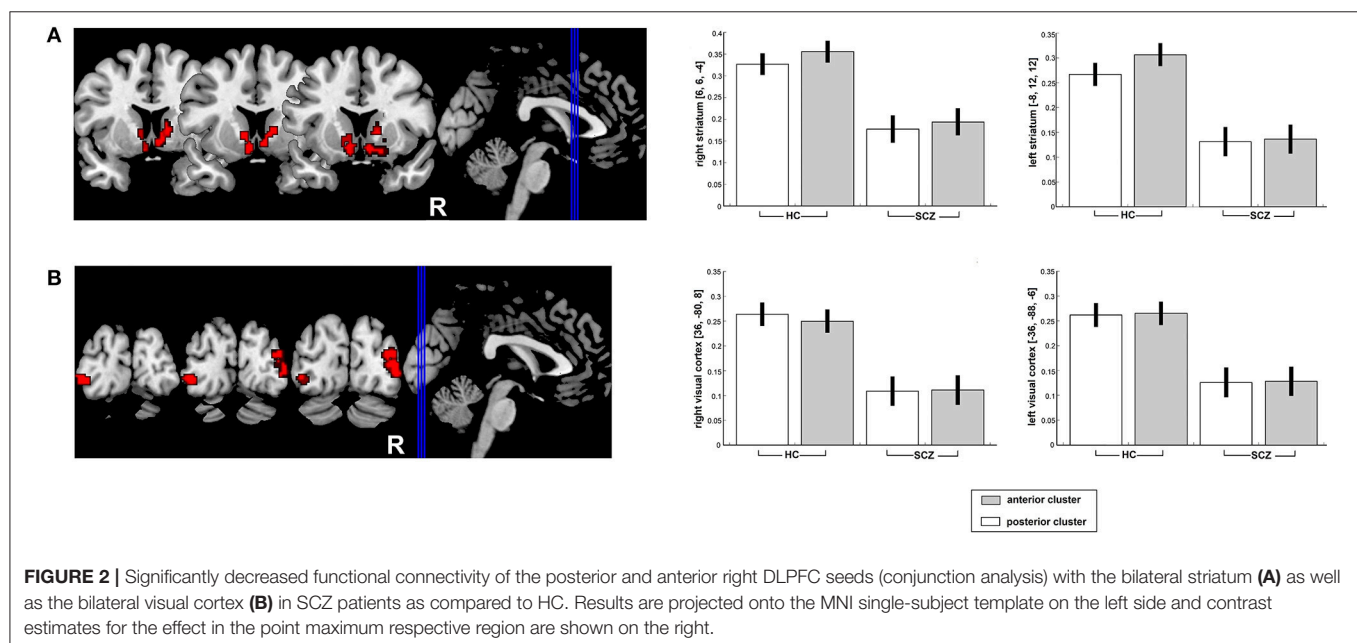 A
R
right striatum [6, 6, -4]
0.4
0.35
0.3
0.25
0.2
0.15
0.1
0.05
0
HC
SCZ
left striatum [-8, 12, 12]
0.35
0.3
0.25
0.2
0.15
0.1
0.05
0
HC
SCZ
B
R
right visual cortex [36, -80, 8]
0.35
0.3
0.25
0.2
0.15
0.1
0.05
0
HC
SCZ
left visual cortex [-36, -88, -6]
0.35
0.3
0.25
0.2
0.15
0.1
0.05
0
HC
SCZ
anterior cluster
posterior cluster
FIGURE 2 | Significantly decreased functional connectivity of the posterior and anterior right DLPFC seeds (conjunction analysis) with the bilateral striatum (A) as well
as the bilateral visual cortex (B) in SCZ patients as compared to HC. Results are projected onto the MNI single-subject template on the left side and contrast
estimates for the effect in the point maximum respective region are shown on the right.